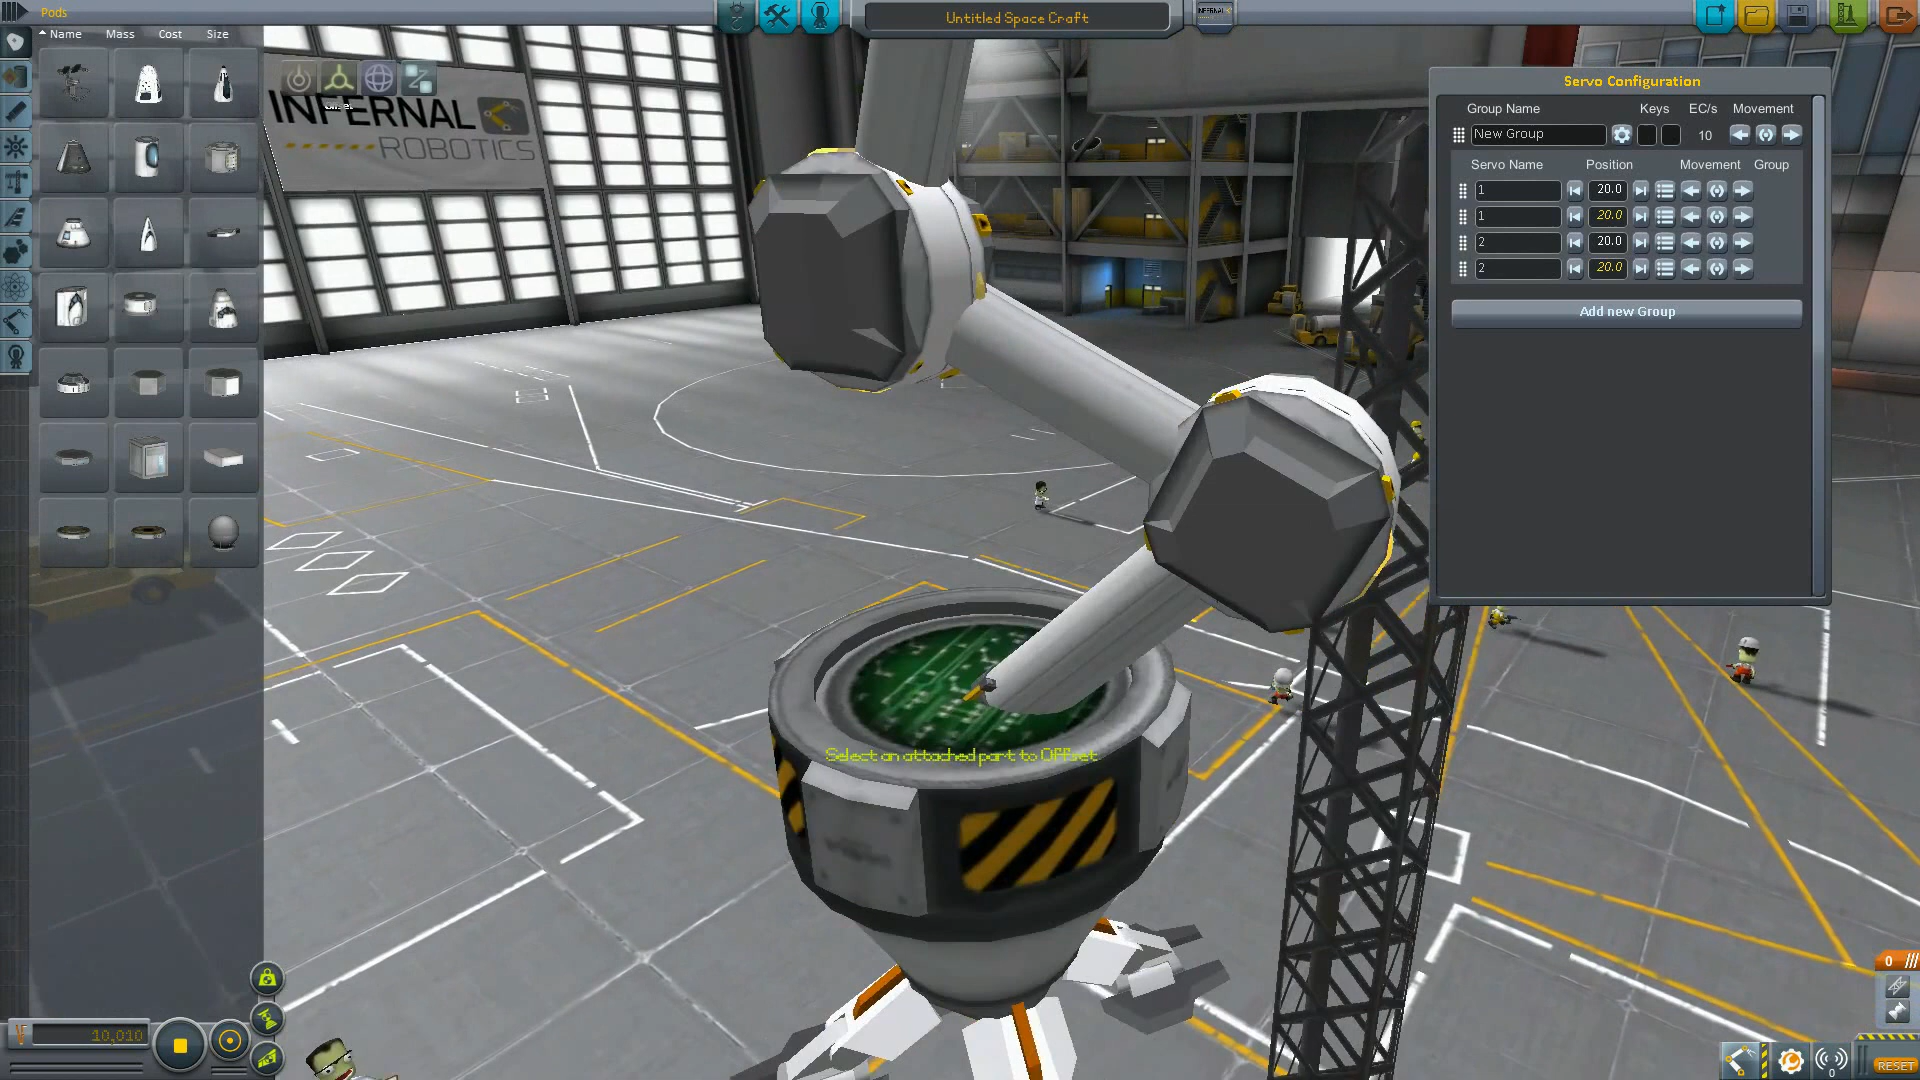 Pods
Untitled Space Craft
INFERNAL
Name Mass Cost Size
INFERNAL
ROBOTICS
Servo Configuration
Group Name Keys EC/s Movement
New Group 10
Servo Name Position Movement Group
1 20.0
1 20.0
2 20.0
2 20.0
Add new Group
Select an attached part to Offset
10,010
0
0
RESET